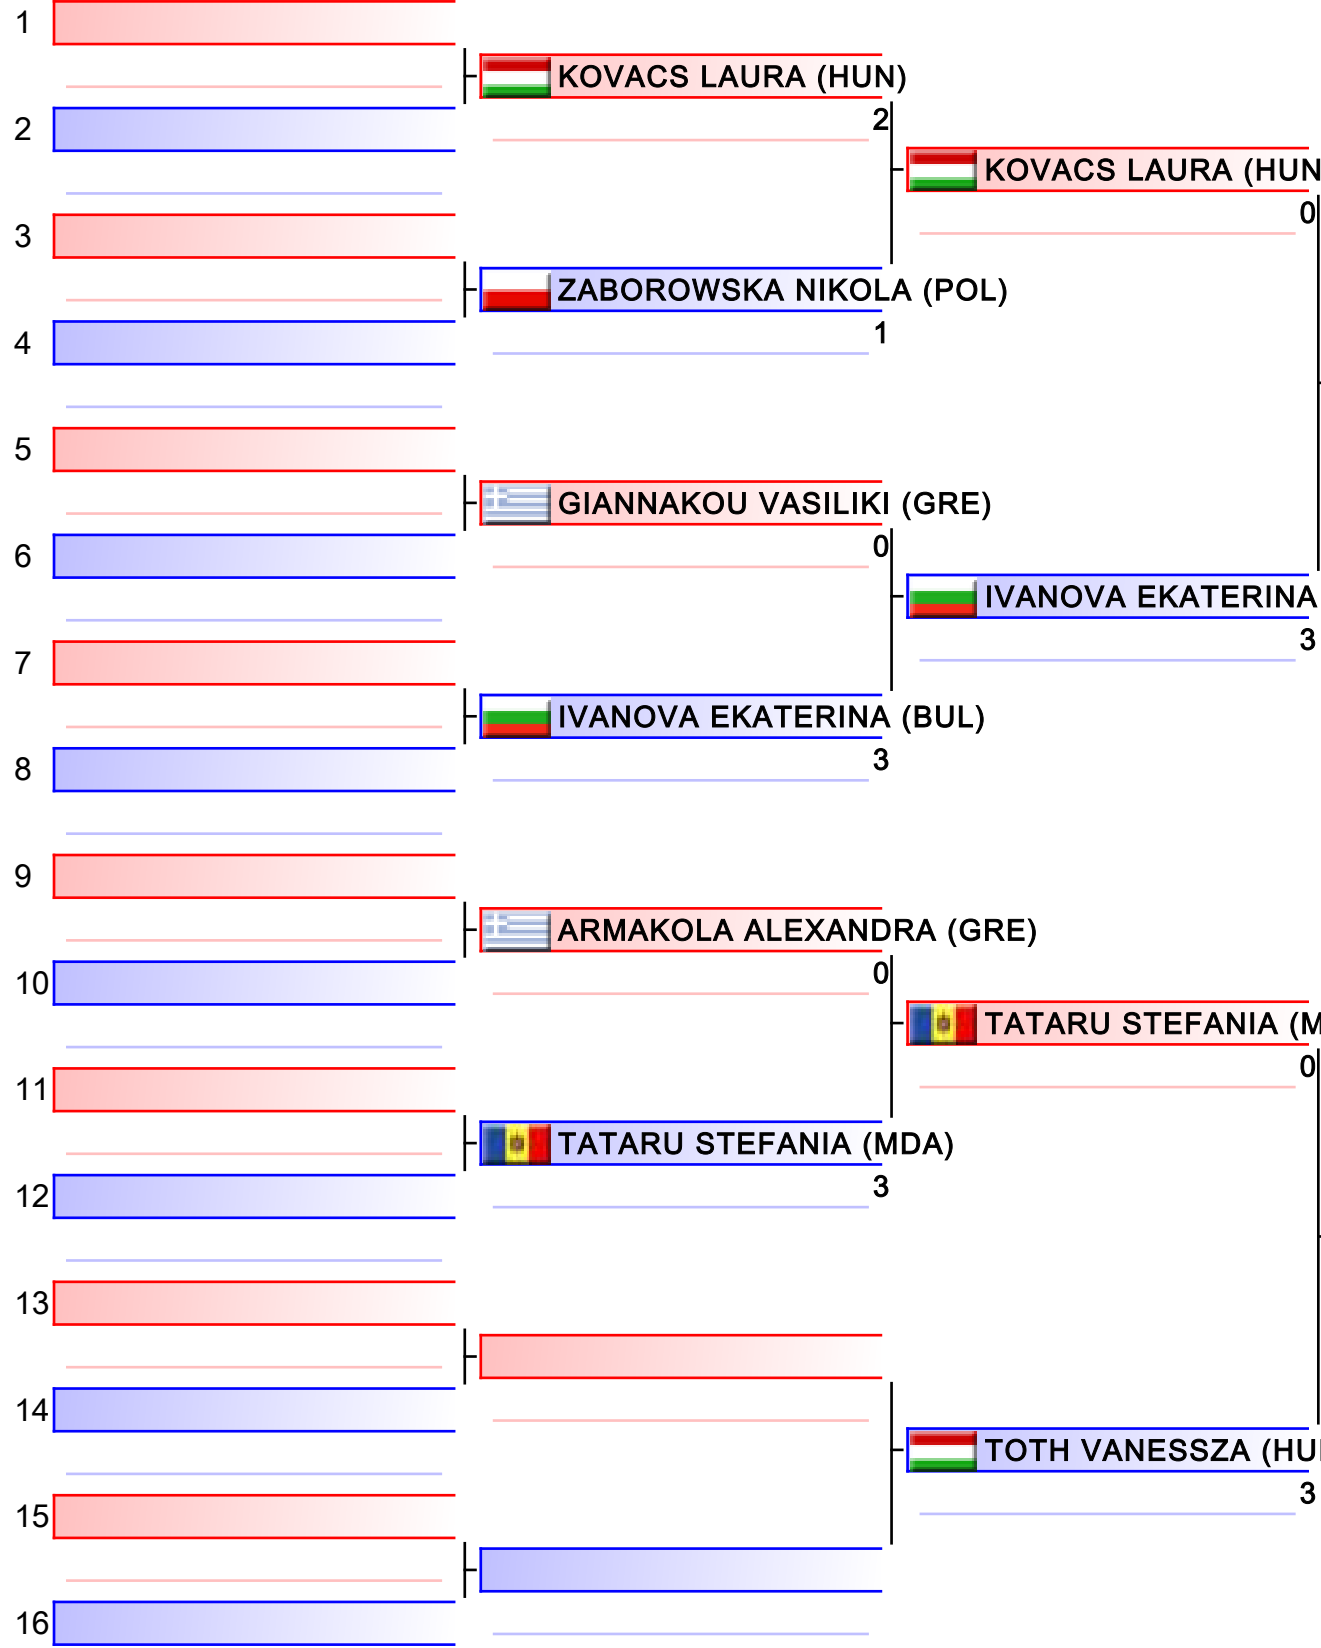 1
KOVACS LAURA (HUN)
2
2
KOVACS LAURA (HUN
0
3
ZABOROWSKA NIKOLA (POL)
1
4
5
GIANNAKOU VASILIKI (GRE)
0
6
IVANOVA EKATERINA
3
7
IVANOVA EKATERINA (BUL)
3
8
9
ARMAKOLA ALEXANDRA (GRE)
0
10
TATARU STEFANIA (M
0
11
TATARU STEFANIA (MDA)
3
12
13
14
TOTH VANESSZA (HU
3
15
16